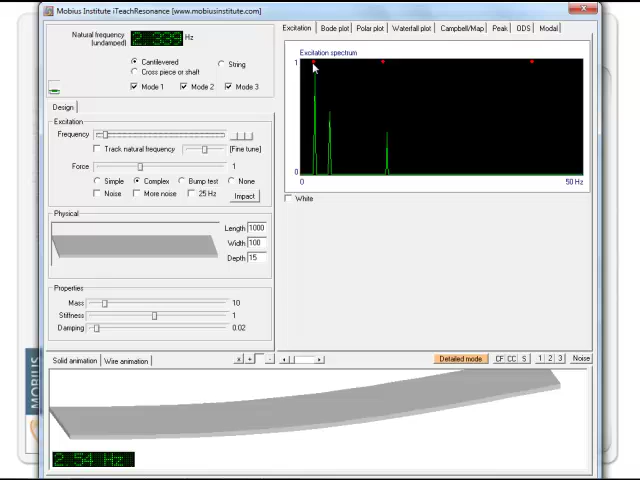 Mobius Institute iTeachResonance [www.mobiusinstitute.com]
Natural frequency
(undamped)
2.339 Hz
Cantilevered
Cross piece or shaft
String
Mode 1
Mode 2
Mode 3
Design
Excitation
Frequency
Track natural frequency
[Fine tune]
Force
1
Simple
Complex
Bump test
None
Noise
More noise
25 Hz
Impact
Physical
Length
1000
Width
100
Depth
15
Properties
Mass
10
Stiffness
1
Damping
0.02
Excitation
Bode plot
Polar plot
Waterfall plot
Campbell/Map
Peak
ODS
Modal
Excitation spectrum
1
0
0
50 Hz
White
Solid animation
Wire animation
x
+
-
Detailed mode
CF
CC
S
1
2
3
Noise
2.54 Hz
MOBIUS